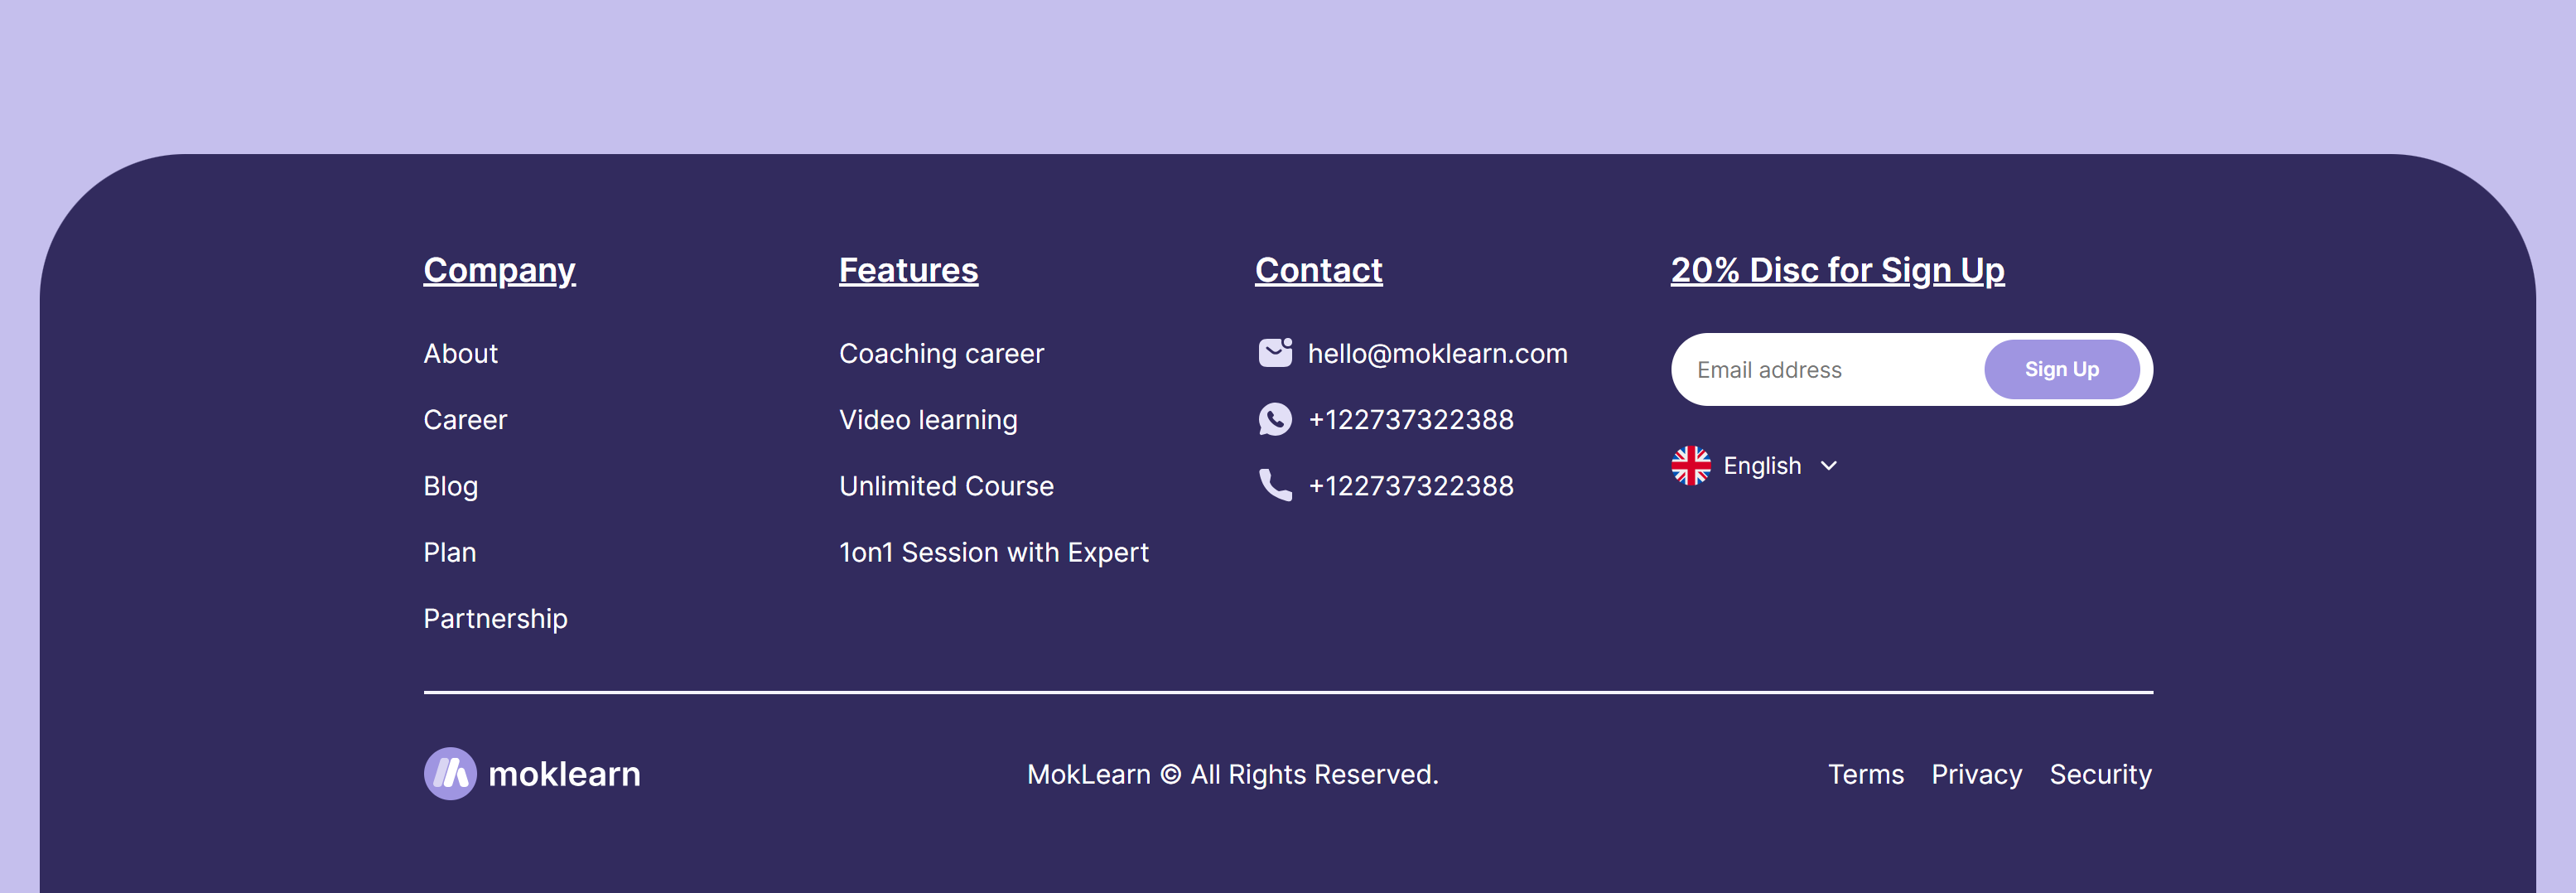 Company
About
Career
Blog
Plan
Partnership
Features
Coaching career
Video learning
Unlimited Course
1on1 Session with Expert
Contact
hello@moklearn.com
+122737322388
+122737322388
20% Disc for Sign Up
Email address
Sign Up
English
moklearn
MokLearn © All Rights Reserved.
Terms Privacy Security